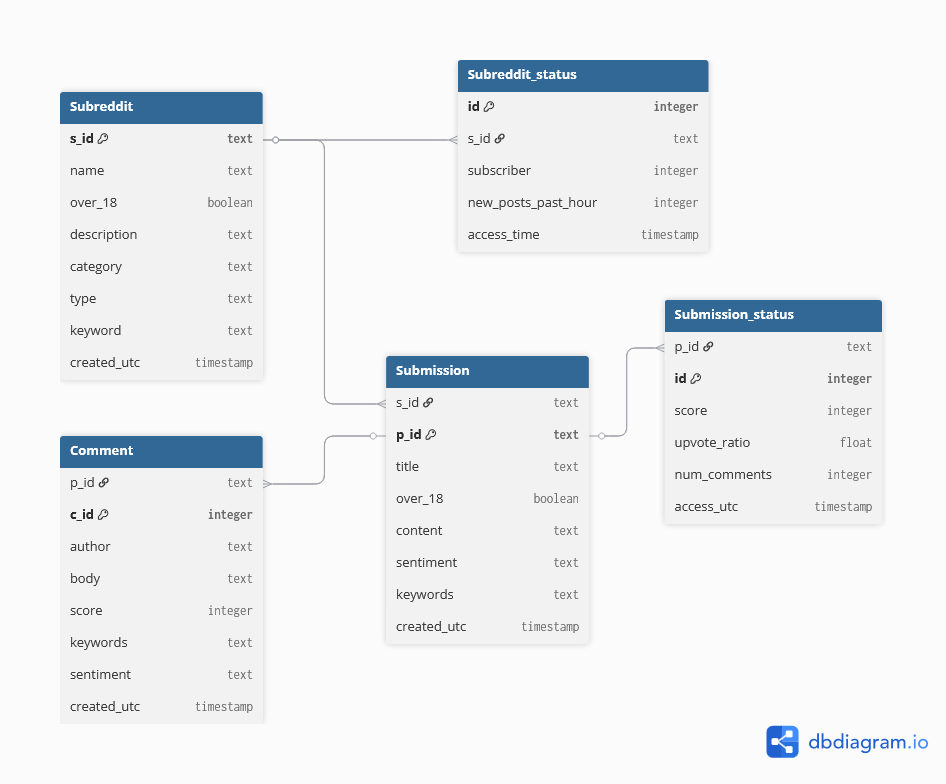 Subreddit
s_id text
name text
over_18 boolean
description text
category text
type text
keyword text
created_utc timestamp
Subreddit_status
id integer
s_id text
subscriber integer
new_posts_past_hour integer
access_time timestamp
Submission_status
p_id text
id integer
score integer
upvote_ratio float
num_comments integer
access_utc timestamp
Submission
s_id text
p_id text
title text
over_18 boolean
content text
sentiment text
keywords text
created_utc timestamp
Comment
p_id text
c_id integer
author text
body text
score integer
keywords text
sentiment text
created_utc timestamp
dbdiagram.io